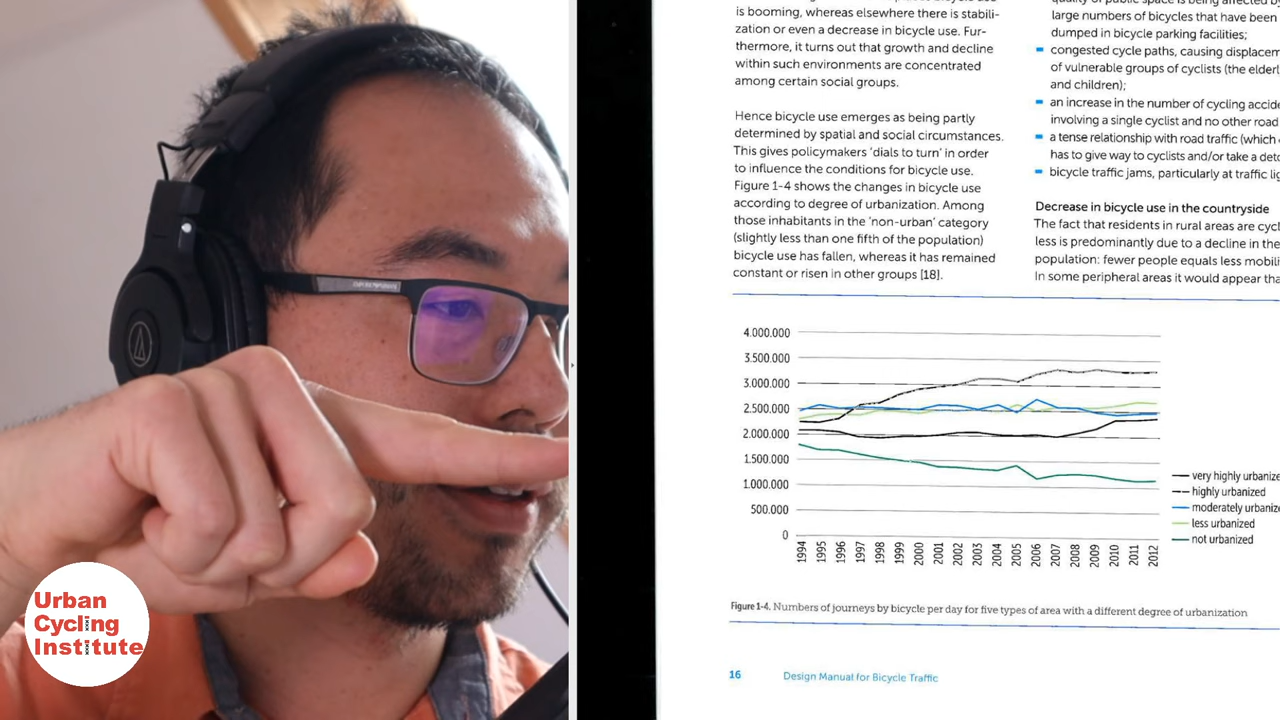 Urban
Cycling
Institute
is booming, whereas elsewhere there is stabili-
zation or even a decrease in bicycle use. Fur-
thermore, it turns out that growth and decline
within such environments are concentrated
among certain social groups.
Hence bicycle use emerges as being partly
determined by spatial and social circumstances.
This gives policymakers ‘dials to turn’ in order
to influence the conditions for bicycle use.
Figure 1-4 shows the changes in bicycle use
according to degree of urbanization. Among
those inhabitants in the ‘non-urban’ category
(slightly less than one fifth of the population)
bicycle use has fallen, whereas it has remained
constant or risen in other groups [18].
quality of public space is being affected by
large numbers of bicycles that have been
dumped in bicycle parking facilities;
congested cycle paths, causing displacem
of vulnerable groups of cyclists (the elderl
and children);
an increase in the number of cycling accide
involving a single cyclist and no other road
a tense relationship with road traffic (which
has to give way to cyclists and/or take a deto
bicycle traffic jams, particularly at traffic lig
Decrease in bicycle use in the countryside
The fact that residents in rural areas are cycl
less is predominantly due to a decline in the
population: fewer people equals less mobili
In some peripheral areas it would appear tha
4.000.000
3.500.000
3.000.000
2.500.000
2.000.000
1.500.000
1.000.000
500.000
0
1994 1995 1996 1997 1998 1999 2000 2001 2002 2003 2004 2005 2006 2007 2008 2009 2010 2011 2012
very highly urbanize
highly urbanized
moderately urbanize
less urbanized
not urbanized
Figure 1-4. Numbers of journeys by bicycle per day for five types of area with a different degree of urbanization
16 Design Manual for Bicycle Traffic